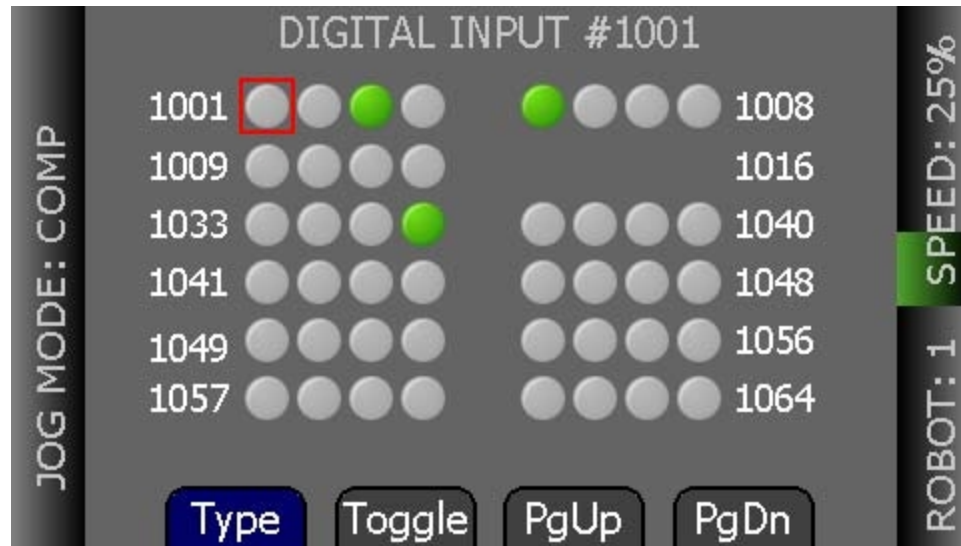 DIGITAL INPUT #1001
1001 1008
1009 1016
1033 1040
1041 1048
1049 1056
1057 1064
Type Toggle PgUp PgDn
JOG MODE: COMP
ROBOT: 1 SPEED: 25%